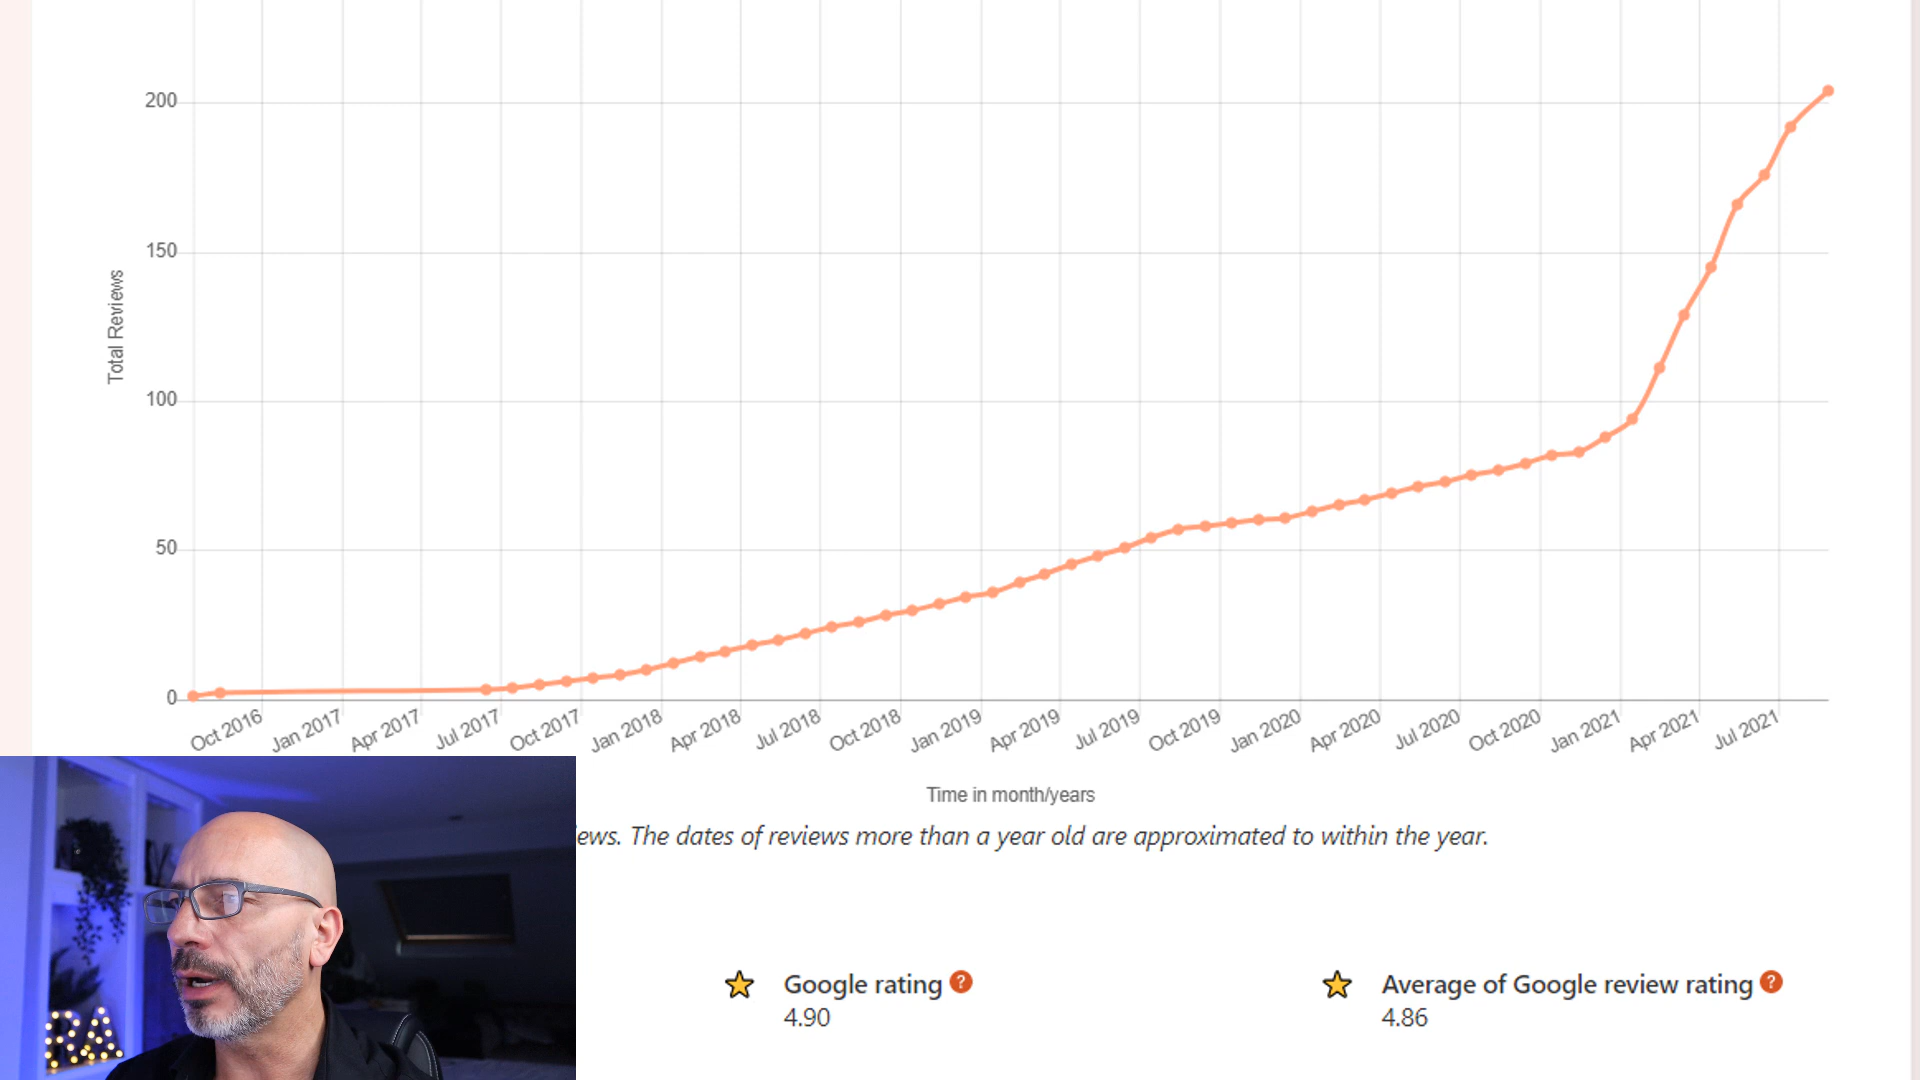 200
150
100
50
0
Total Reviews
Oct 2016 Jan 2017 Apr 2017 Jul 2017 Oct 2017 Jan 2018 Apr 2018 Jul 2018 Oct 2018 Jan 2019 Apr 2019 Jul 2019 Oct 2019 Jan 2020 Apr 2020 Jul 2020 Oct 2020 Jan 2021 Apr 2021 Jul 2021
Time in month/years
ews. The dates of reviews more than a year old are approximated to within the year.
Google rating ?
4.90
Average of Google review rating ?
4.86
RA